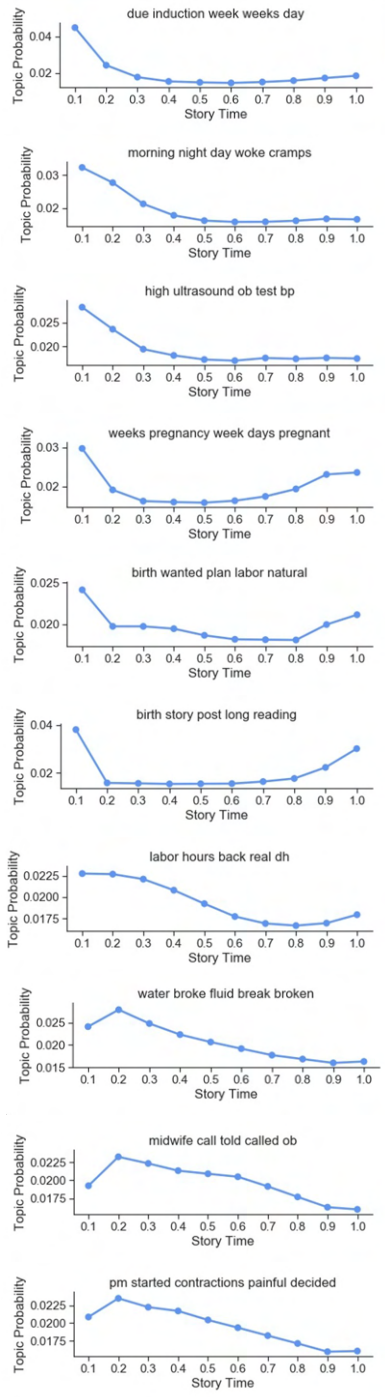 due induction week weeks day
Topic Probability
0.04
0.02
0.1 0.2 0.3 0.4 0.5 0.6 0.7 0.8 0.9 1.0
Story Time
morning night day woke cramps
Topic Probability
0.03
0.02
0.1 0.2 0.3 0.4 0.5 0.6 0.7 0.8 0.9 1.0
Story Time
high ultrasound ob test bp
Topic Probability
0.025
0.020
0.1 0.2 0.3 0.4 0.5 0.6 0.7 0.8 0.9 1.0
Story Time
weeks pregnancy week days pregnant
Topic Probability
0.03
0.02
0.1 0.2 0.3 0.4 0.5 0.6 0.7 0.8 0.9 1.0
Story Time
birth wanted plan labor natural
Topic Probability
0.025
0.020
0.1 0.2 0.3 0.4 0.5 0.6 0.7 0.8 0.9 1.0
Story Time
birth story post long reading
Topic Probability
0.04
0.02
0.1 0.2 0.3 0.4 0.5 0.6 0.7 0.8 0.9 1.0
Story Time
labor hours back real dh
Topic Probability
0.0225
0.0200
0.0175
0.1 0.2 0.3 0.4 0.5 0.6 0.7 0.8 0.9 1.0
Story Time
water broke fluid break broken
Topic Probability
0.025
0.020
0.015
0.1 0.2 0.3 0.4 0.5 0.6 0.7 0.8 0.9 1.0
Story Time
midwife call told called ob
Topic Probability
0.0225
0.0200
0.0175
0.1 0.2 0.3 0.4 0.5 0.6 0.7 0.8 0.9 1.0
Story Time
pm started contractions painful decided
Topic Probability
0.0225
0.0200
0.0175
0.1 0.2 0.3 0.4 0.5 0.6 0.7 0.8 0.9 1.0
Story Time